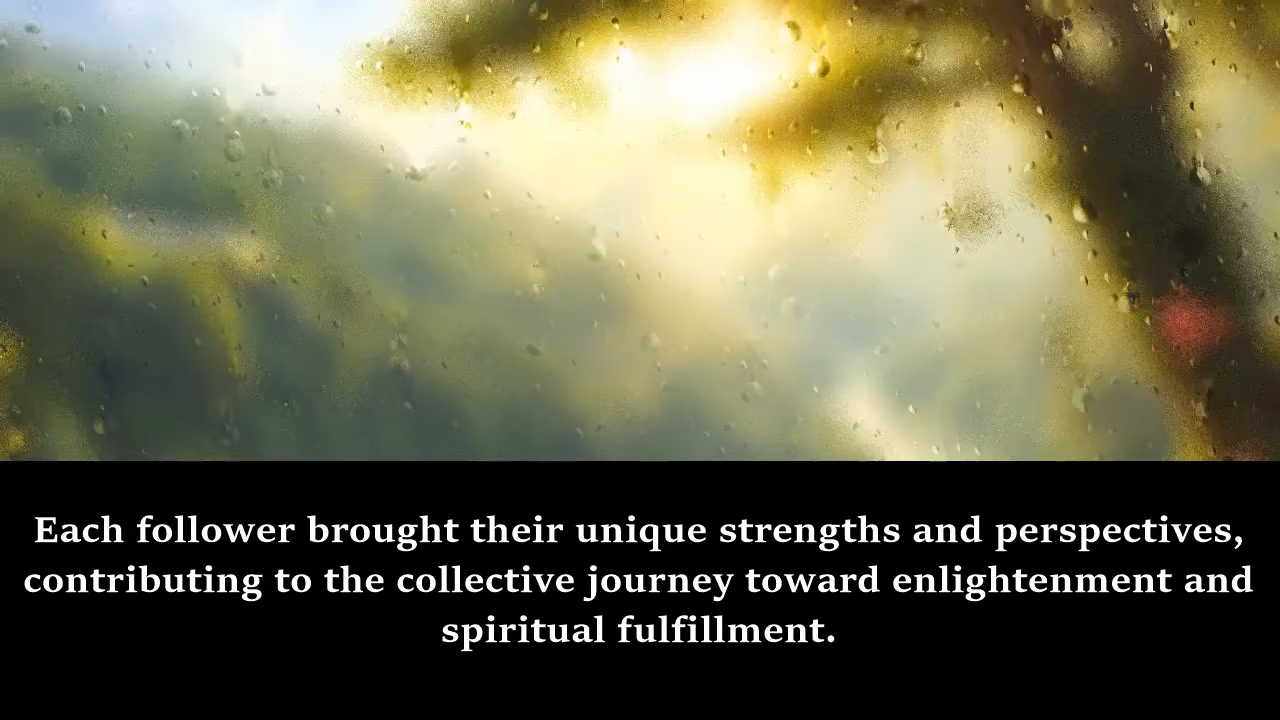 Each follower brought their unique strengths and perspectives,
contributing to the collective journey toward enlightenment and
spiritual fulfillment.